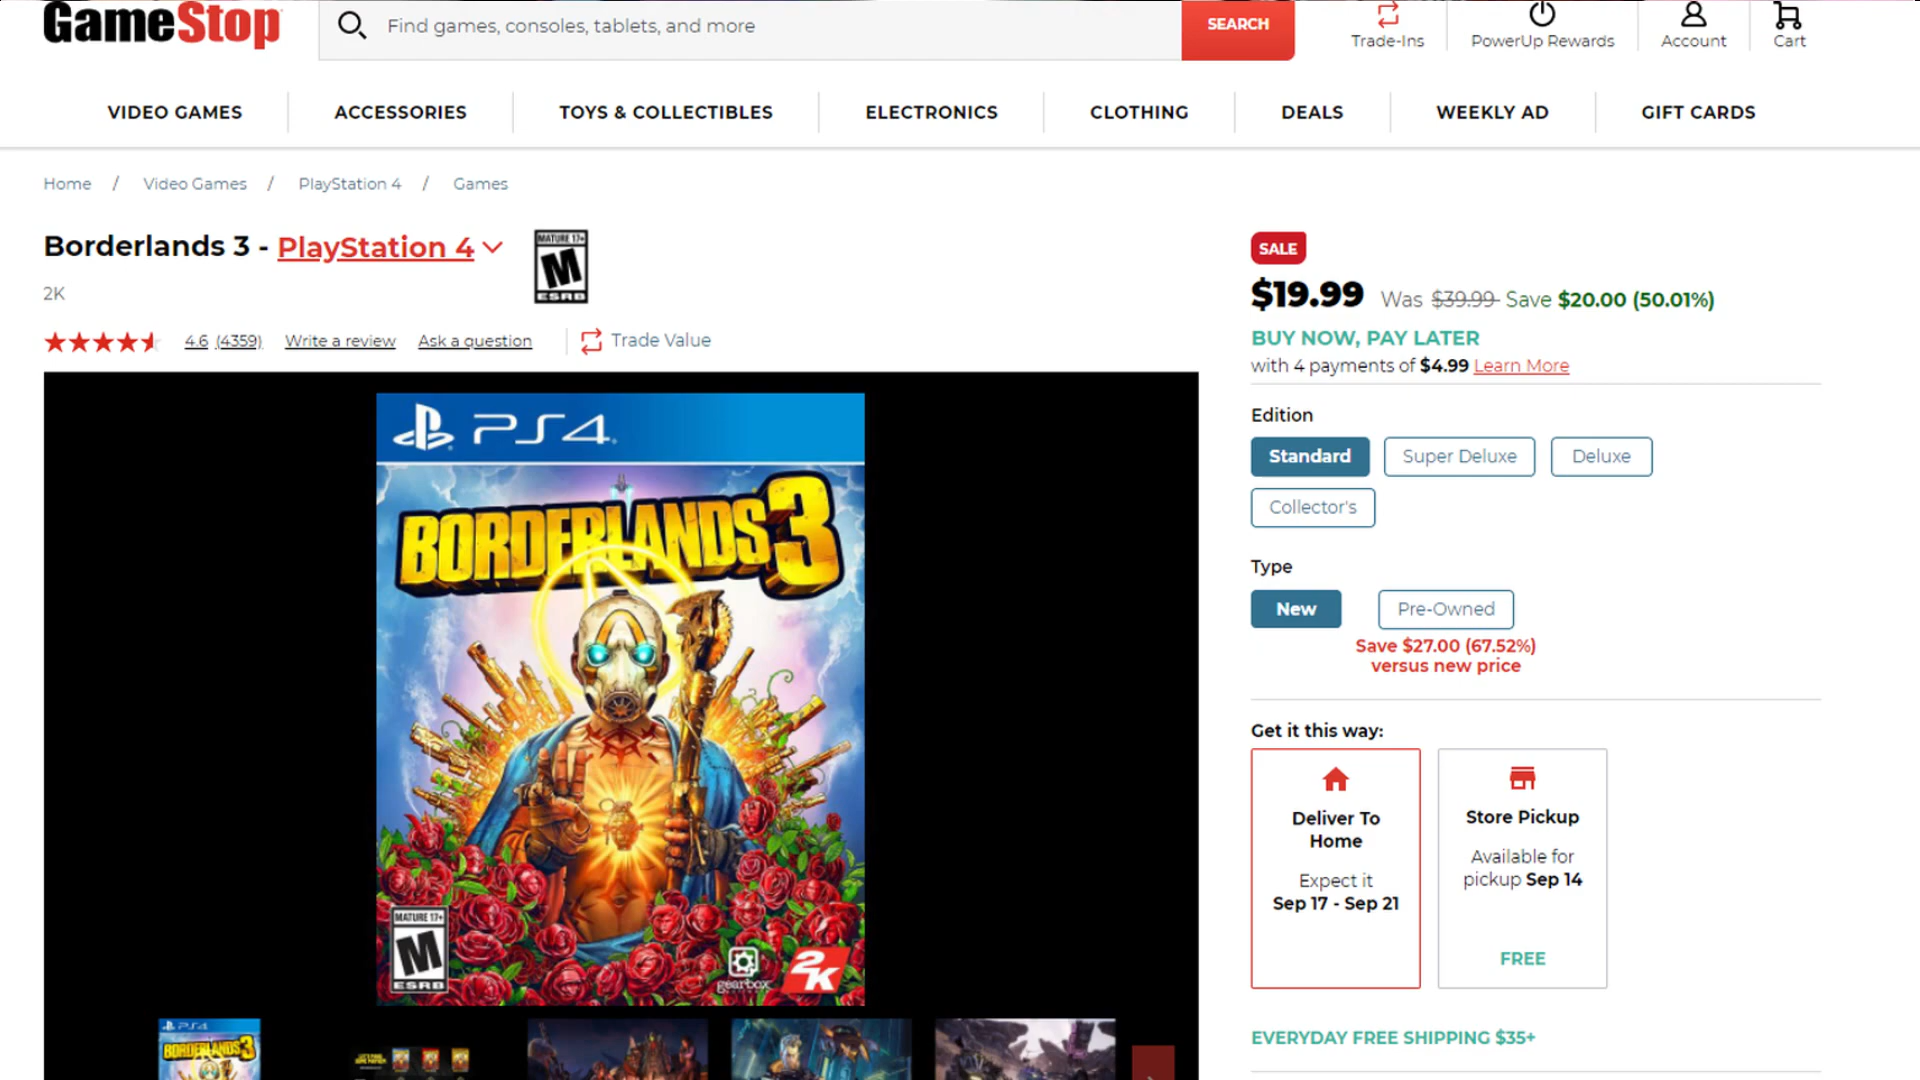 GameStop
Find games, consoles, tablets, and more
SEARCH
Trade-Ins
PowerUp Rewards
Account
Cart
VIDEO GAMES
ACCESSORIES
TOYS & COLLECTIBLES
ELECTRONICS
CLOTHING
DEALS
WEEKLY AD
GIFT CARDS
Home / Video Games / PlayStation 4 / Games
Borderlands 3 - PlayStation 4
MATURE 17+
M
ESRB
2K
4.6 (4359) Write a review Ask a question Trade Value
PS4
BORDERLANDS 3
MATURE 17+
M
ESRB
gearbox
2K
PS4
BORDERLANDS 3
SALE
$19.99 Was $39.99 Save $20.00 (50.01%)
BUY NOW, PAY LATER
with 4 payments of $4.99 Learn More
Edition
Standard
Super Deluxe
Deluxe
Collector's
Type
New
Pre-Owned
Save $27.00 (67.52%)
versus new price
Get it this way:
Deliver To
Home
Expect it
Sep 17 - Sep 21
Store Pickup
Available for
pickup Sep 14
FREE
EVERYDAY FREE SHIPPING $35+